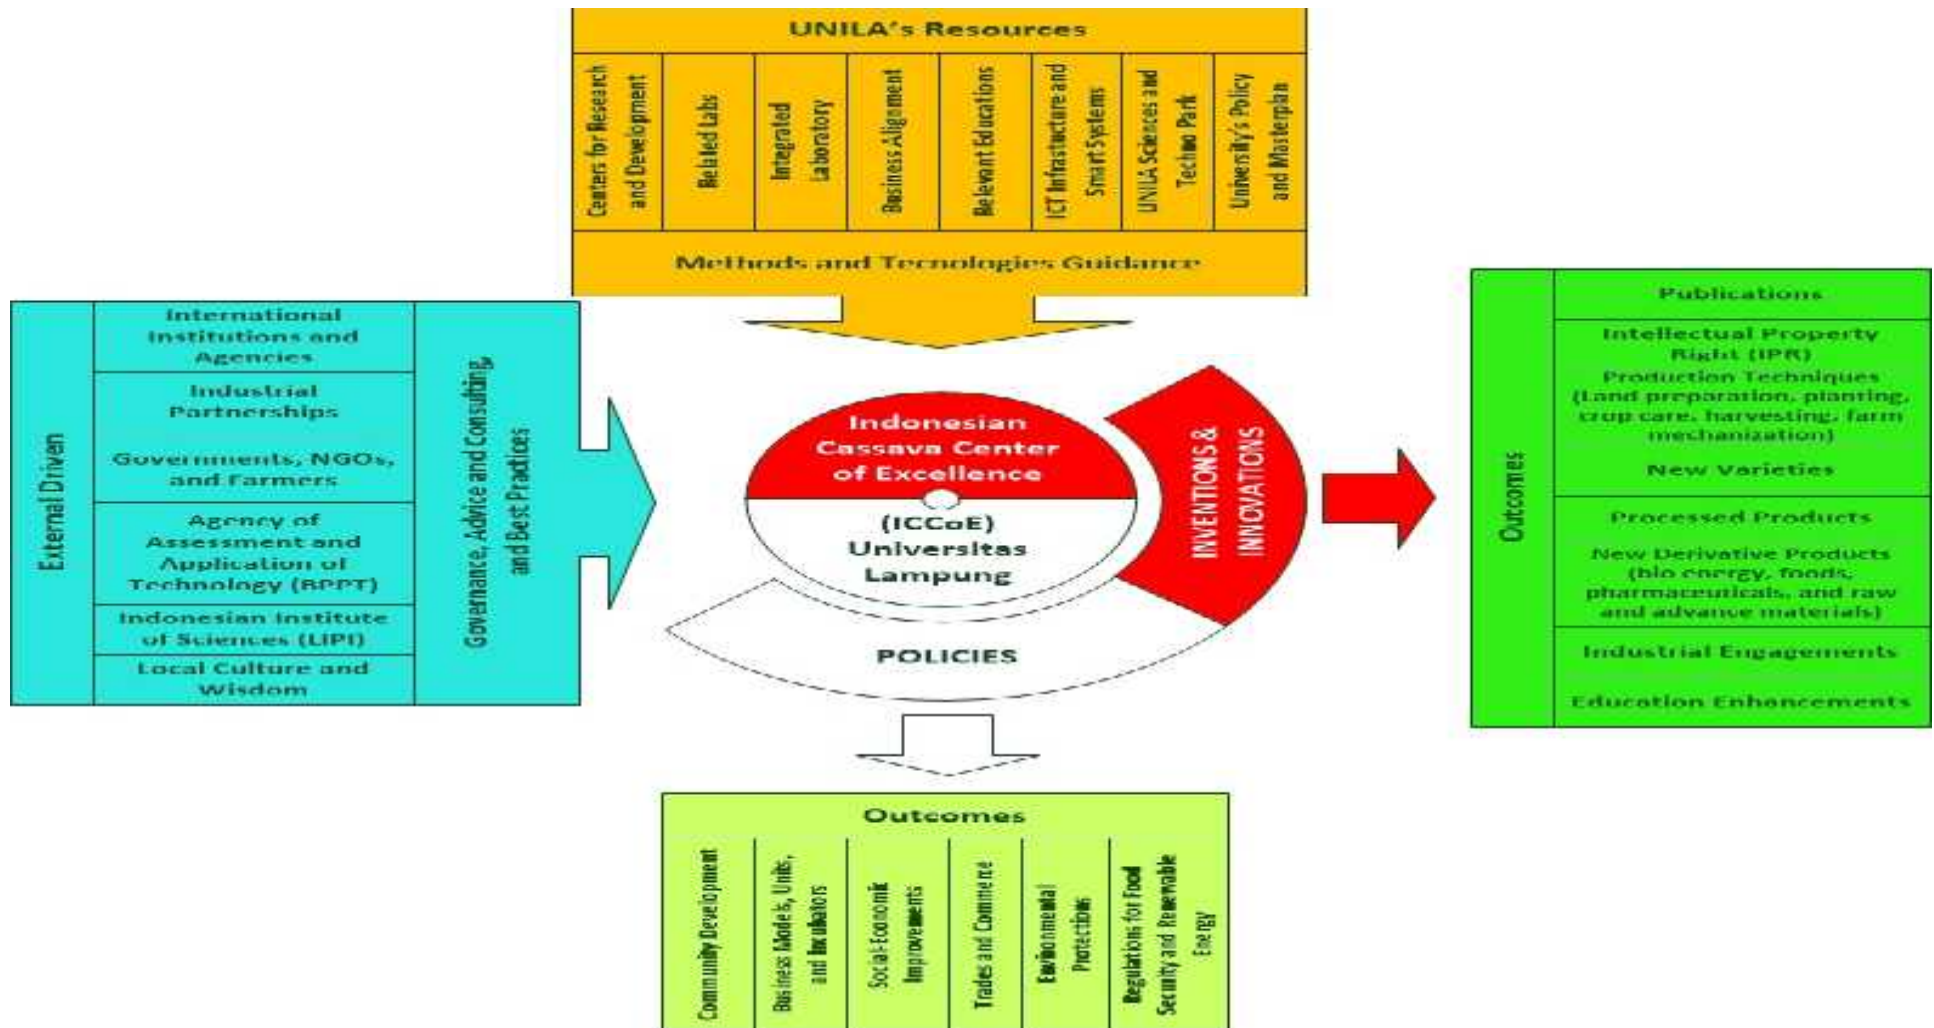 UNILA's Resources
Centers for Research
and Development
Related Labs
Integrated
Laboratory
Business Alignment
Relevant Educations
ICT Infrastucture and
Smart Systems
UNILA Sciences and
Techno Park
University's Policy
and Masterplan
Methods and Tecnologies Guidance
External Driven
International
Institutions and
Agencies
Industrial
Partnerships
Governments, NGOs,
and Farmers
Agency of
Assessment and
Application of
Technology (BPPT)
Indonesian Institute
of Sciences (LIPI)
Local Culture and
Wisdom
Governance, Advice and Consulting,
and Best Practices
Indonesian
Cassava Center
of Excellence
(ICCoE)
Universitas
Lampung
INVENTIONS &
INNOVATIONS
POLICIES
Outcomes
Publications
Intellectual Property
Right (IPR)
Production Techniques
(Land preparation, planting,
crop care, harvesting, farm
mechanization)
New Varieties
Processed Products
New Derivative Products
(bio energy, foods,
pharmaceuticals, and raw
and advance materials)
Industrial Engagements
Education Enhancements
Outcomes
Community Development
Business Models, Units,
and Incubators
Social-Economic
Improvements
Trades and Commerce
Environmental
Protections
Regulations for Food
Security and Renewable
Energy